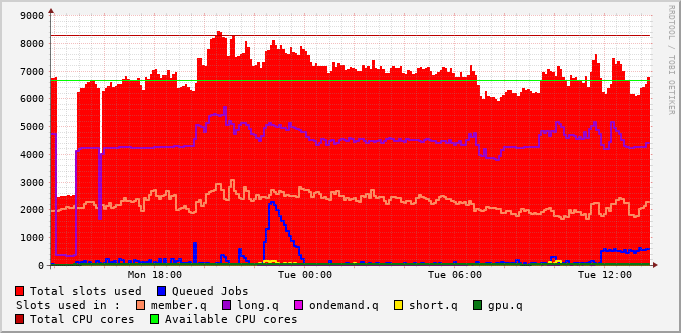 9000
8000
7000
6000
5000
4000
3000
2000
1000
0
Mon 18:00 Tue 00:00 Tue 06:00 Tue 12:00
Total slots used Queued Jobs
Slots used in : member.q long.q ondemand.q short.q gpu.q
Total CPU cores Available CPU cores
RRDTOOL / TOBI OETIKER